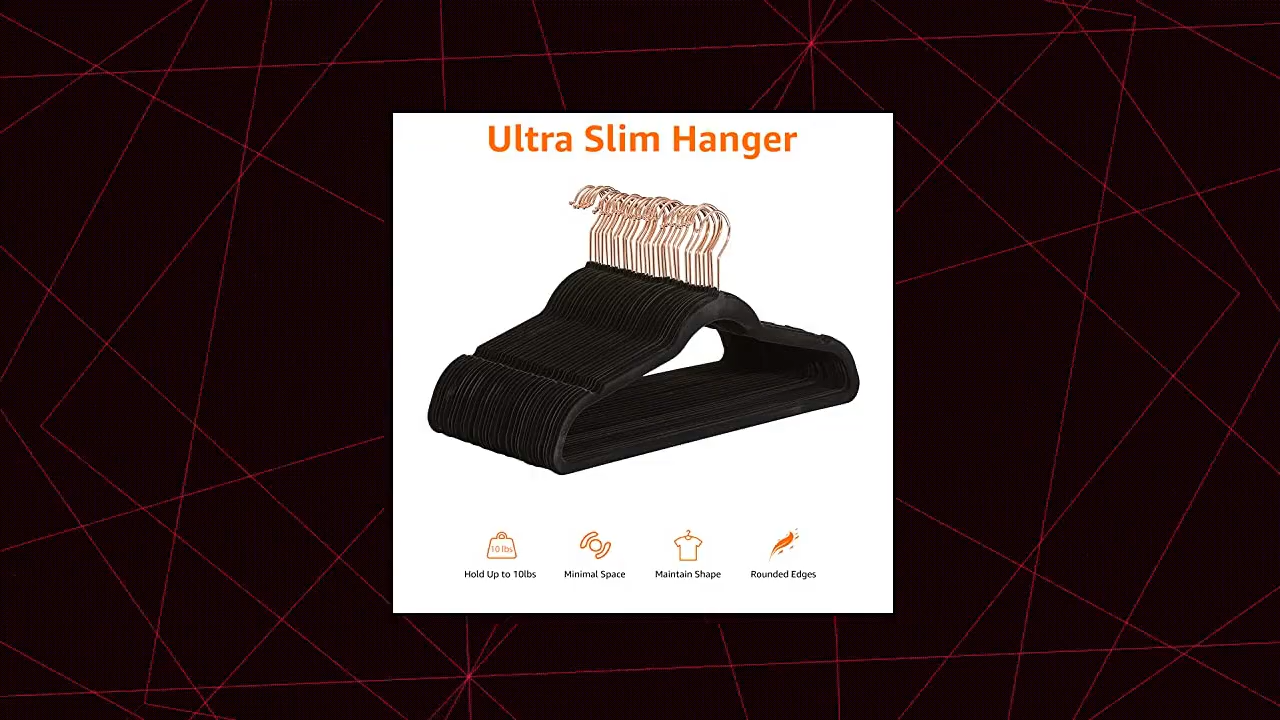 Ultra Slim Hanger
10 lbs
Hold Up to 10lbs
Minimal Space
Maintain Shape
Rounded Edges